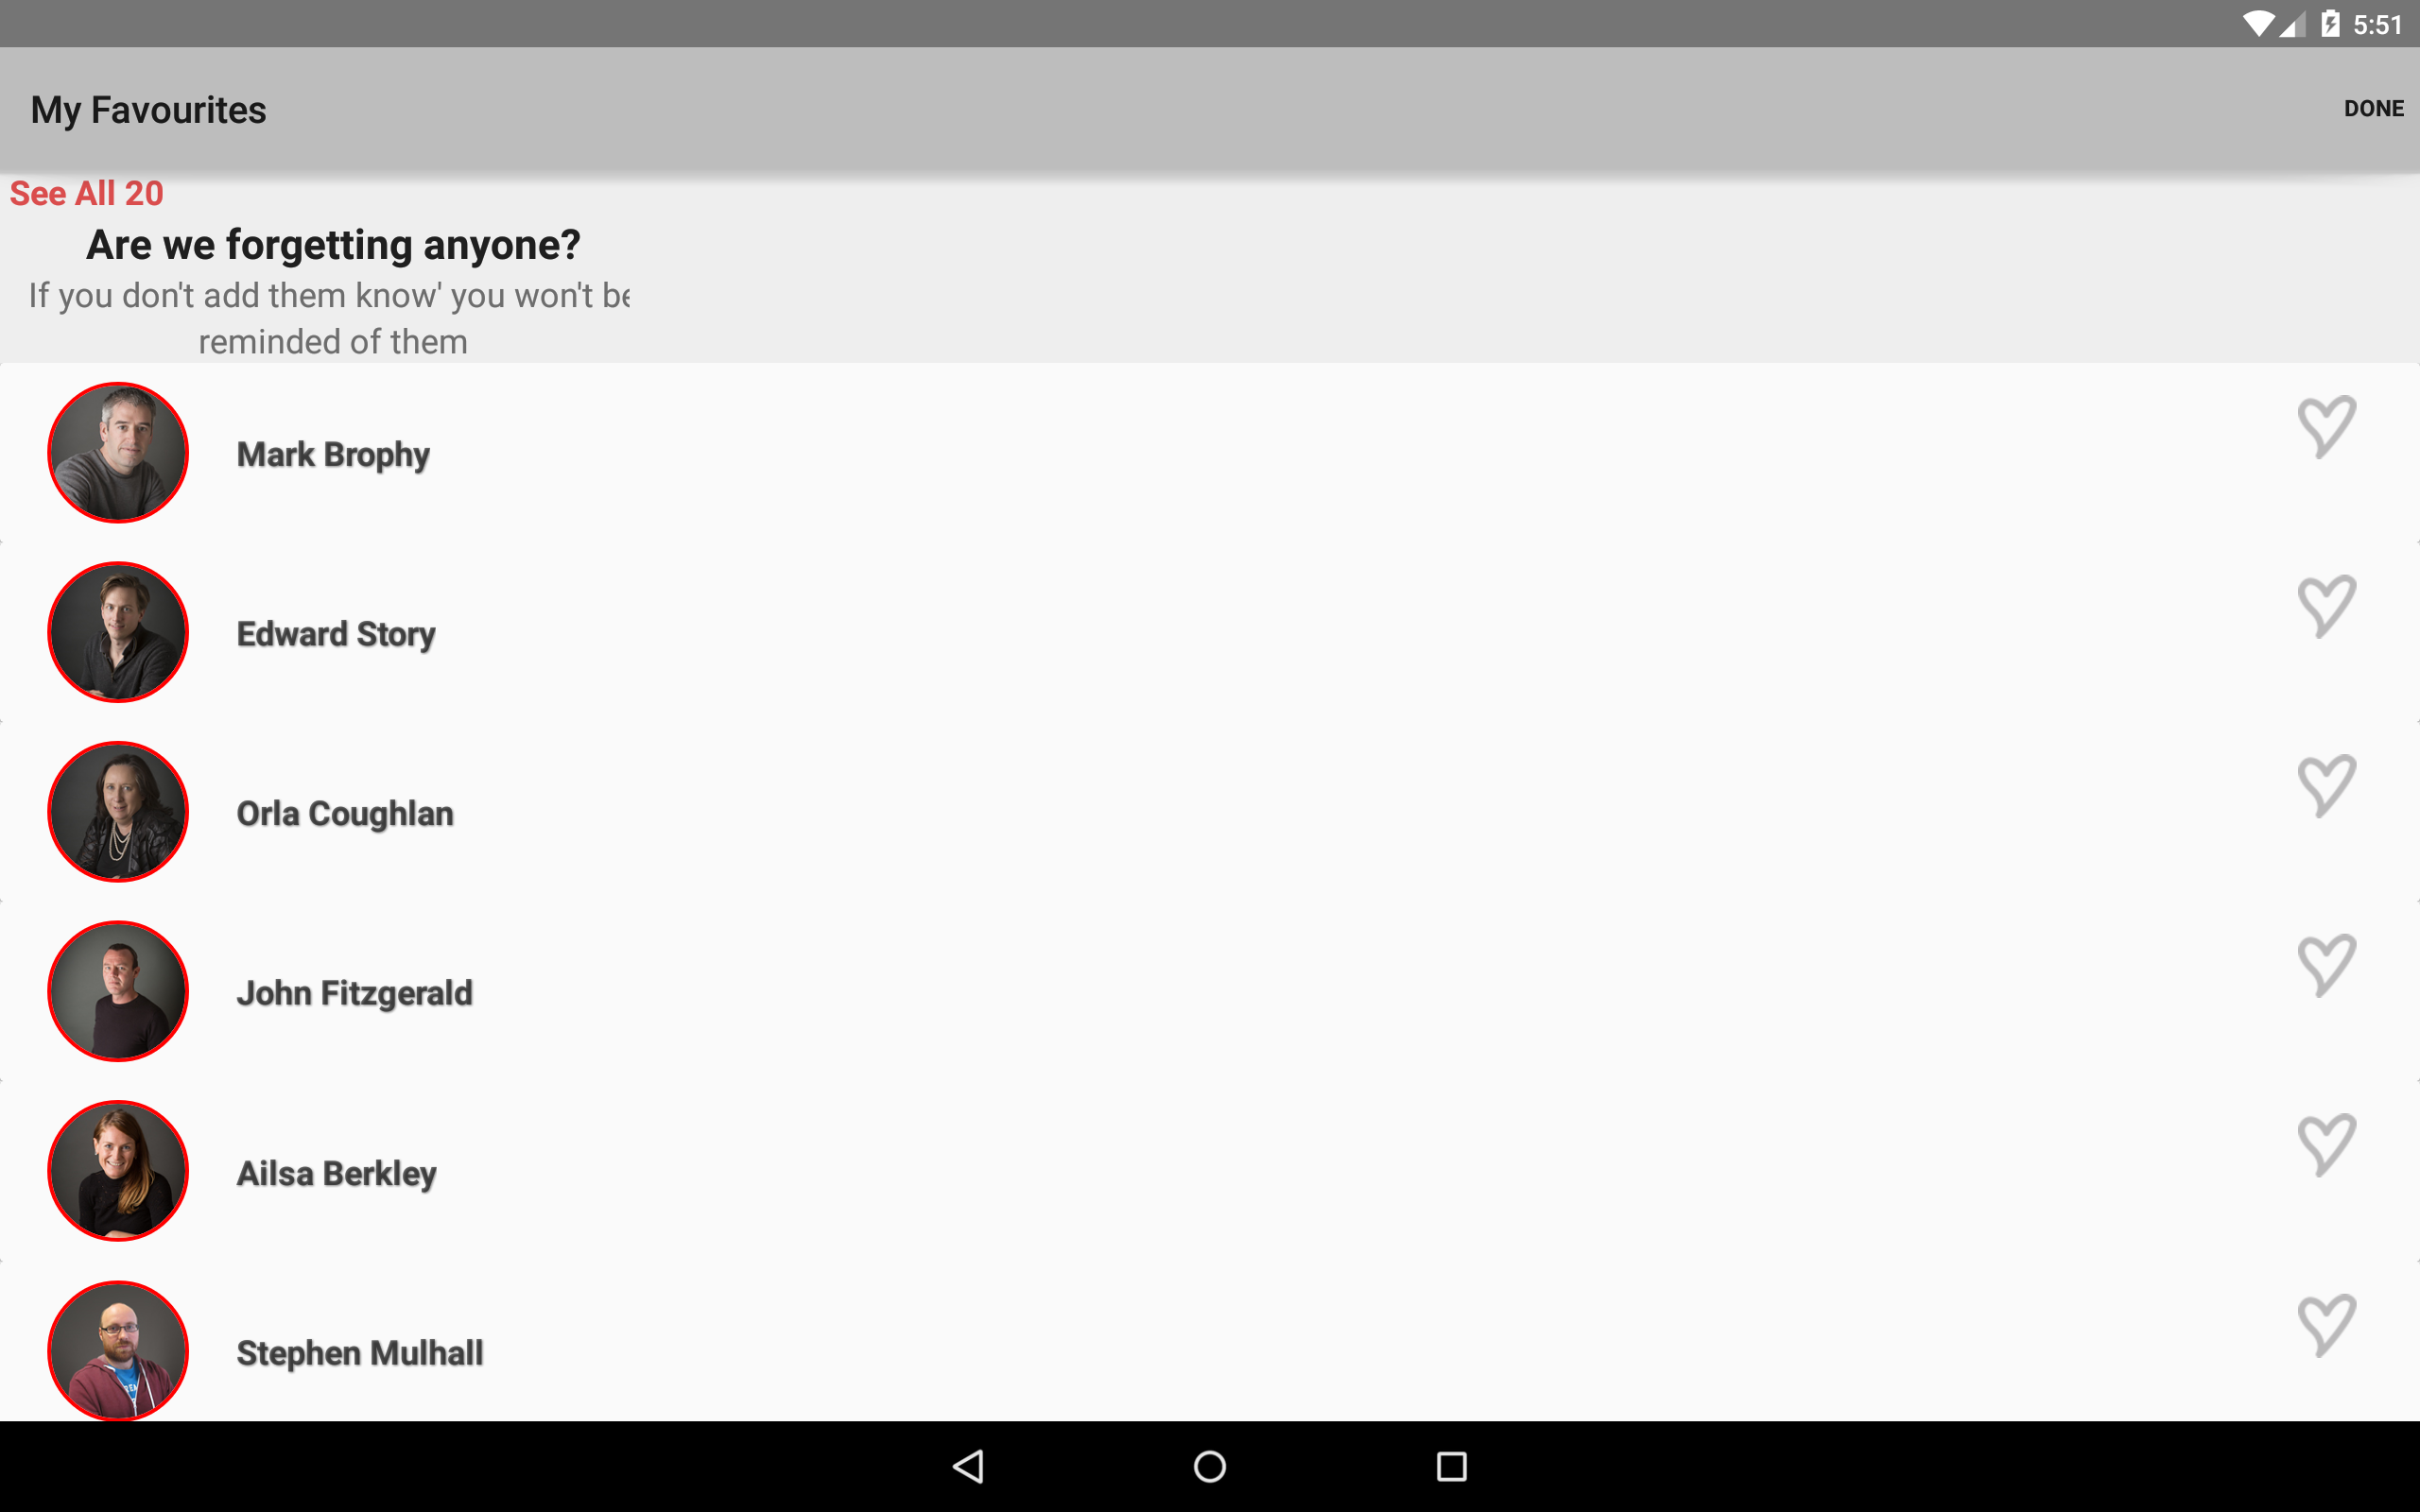 5:51
My Favourites
DONE
See All 20
Are we forgetting anyone?
If you don't add them know' you won't be
reminded of them
Mark Brophy
Edward Story
Orla Coughlan
John Fitzgerald
Ailsa Berkley
Stephen Mulhall